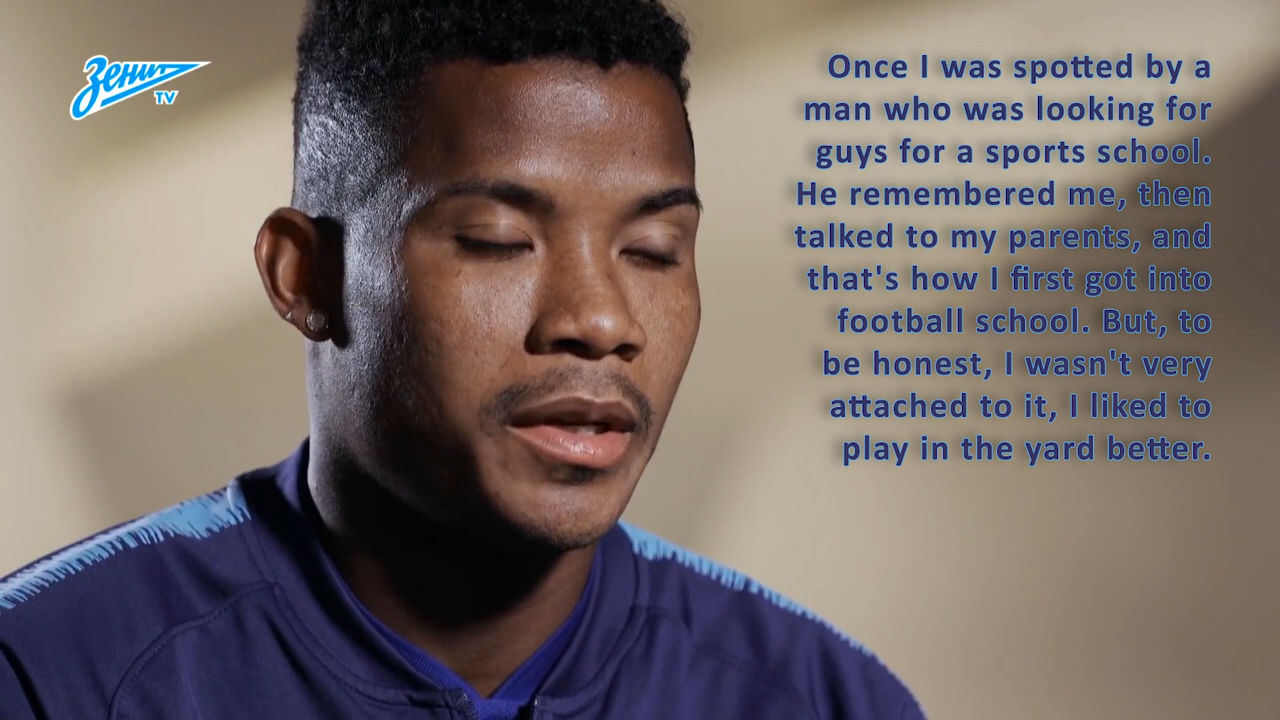 Зенит
TV
Once I was spotted by a
man who was looking for
guys for a sports school.
He remembered me, then
talked to my parents, and
that's how I first got into
football school. But, to
be honest, I wasn't very
attached to it, I liked to
play in the yard better.